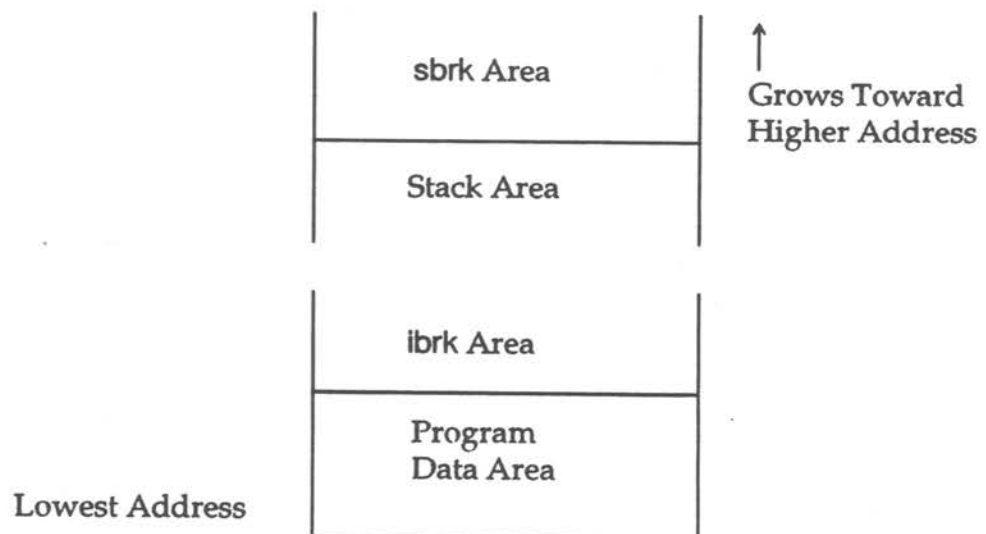 sbrk Area
Grows Toward
Higher Address
Stack Area
ibrk Area
Program
Data Area
Lowest Address